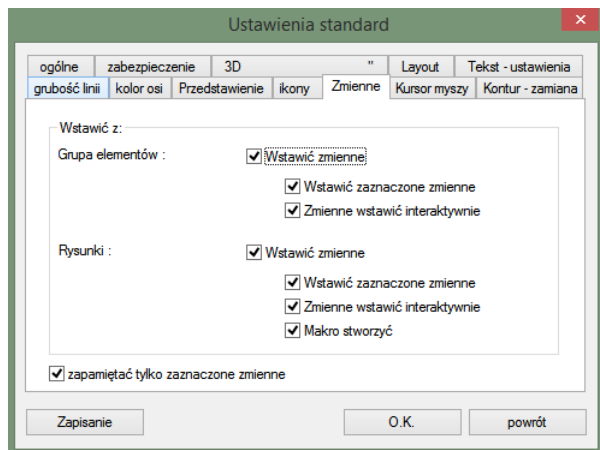 Ustawienia standard
ogólne zabezpieczenie 3D " Layout Tekst - ustawienia
grubość linii kolor osi Przedstawienie ikony Zmienne Kursor myszy Kontur - zamiana
Wstawić z:
Grupa elementów : Wstawić zmienne
Wstawić zaznaczone zmienne
Zmienne wstawić interaktywnie
Rysunki : Wstawić zmienne
Wstawić zaznaczone zmienne
Zmienne wstawić interaktywnie
Makro stworzyć
zapamiętać tylko zaznaczone zmienne
Zapisanie O.K. powrót